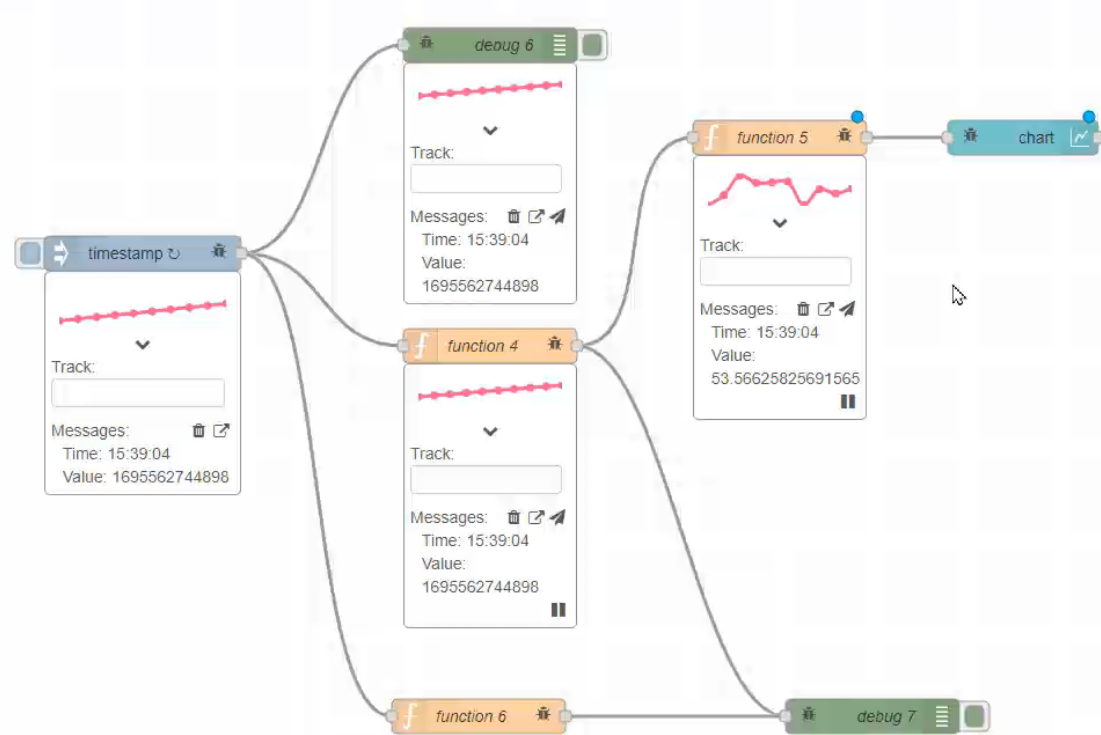 debug 6
Track:
Messages:
Time: 15:39:04
Value:
1695562744898
timestamp ↻
Track:
Messages:
Time: 15:39:04
Value: 1695562744898
function 4
Track:
Messages:
Time: 15:39:04
Value:
1695562744898
function 5
Track:
Messages:
Time: 15:39:04
Value:
53.56625825691565
chart
function 6
debug 7